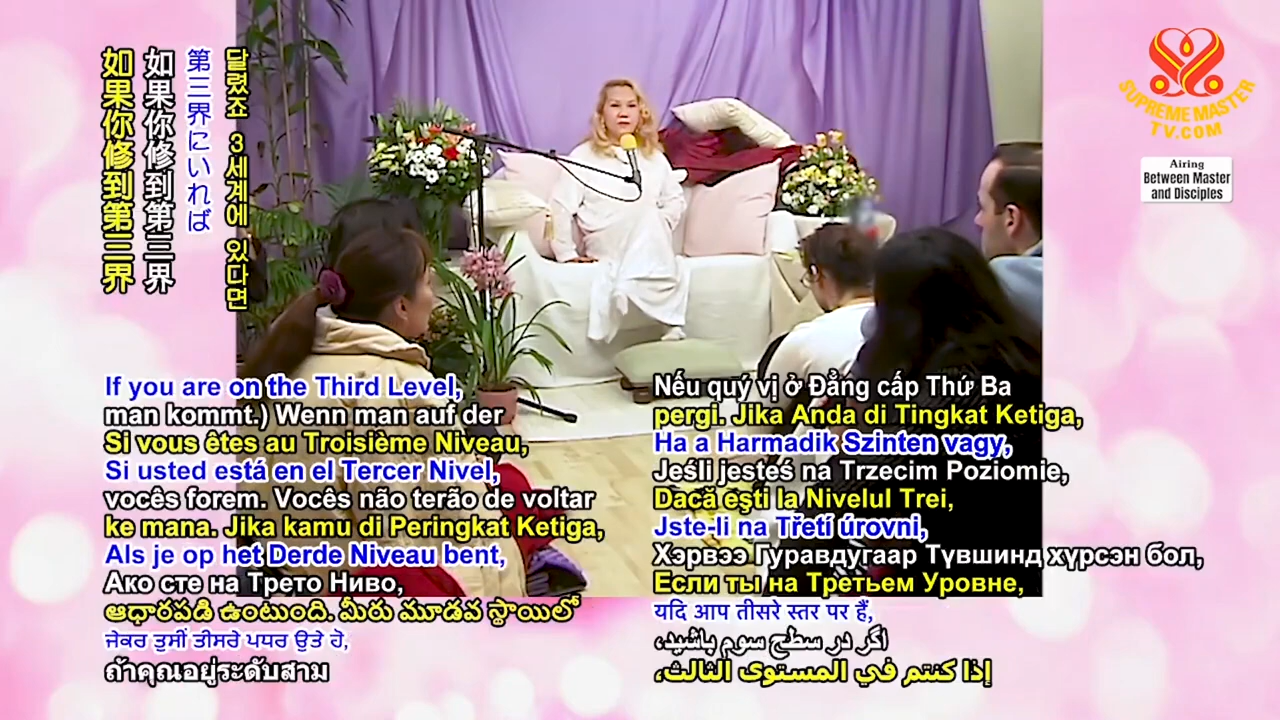 如果你修到第三界
如果你修到第三界
第三界にいれば
달렸죠 3세계에 있다면
SUPREME MASTER
TV.COM
Airing
Between Master
and Disciples
If you are on the Third Level,
man kommt.) Wenn man auf der
Si vous êtes au Troisième Niveau,
Si usted está en el Tercer Nivel,
vocês forem. Vocês não terão de voltar
ke mana. Jika kamu di Peringkat Ketiga,
Als je op het Derde Niveau bent,
Ако сте на Трето Ниво,
ఆధారపడి ఉంటుంది. మీరు మూడవ స్థాయిలో
ਜੇਕਰ ਤੁਸੀਂ ਤੀਸਰੇ ਪਧਰ ਉਤੇ ਹੋ,
ถ้าคุณอยู่ระดับสาม
Nếu quý vị ở Đẳng cấp Thứ Ba
pergi. Jika Anda di Tingkat Ketiga,
Ha a Harmadik Szinten vagy,
Jeśli jesteś na Trzecim Poziomie,
Dacă eşti la Nivelul Trei,
Jste-li na Třetí úrovni,
Хэрвээ Гуравдугаар Түвшинд хүрсэн бол,
Если ты на Третьем Уровне,
यदि आप तीसरे स्तर पर हैं,
اگر در سطح سوم باشید،
إذا كنتم في المستوى الثالث،